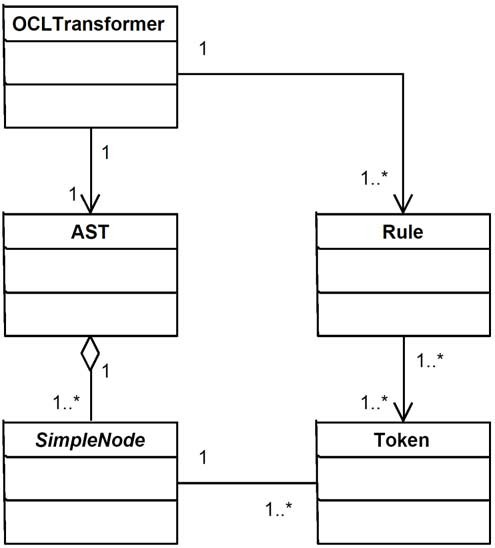 OCLTransformer
1
1
1..*
1
AST
Rule
1
1..*
1..*
1..*
SimpleNode
1
Token
1..*